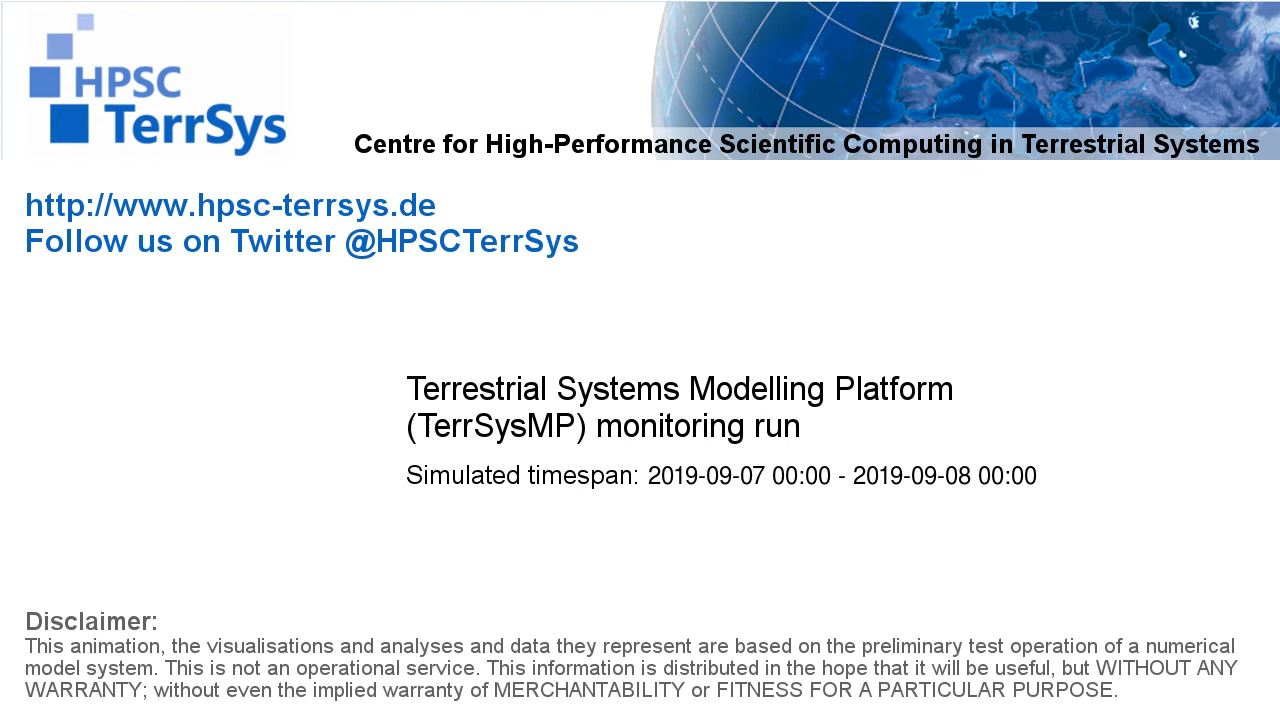 HPSC
TerrSys
Centre for High-Performance Scientific Computing in Terrestrial Systems
http://www.hpsc-terrsys.de
Follow us on Twitter @HPSCTerrSys
Terrestrial Systems Modelling Platform
(TerrSysMP) monitoring run
Simulated timespan: 2019-09-07 00:00 - 2019-09-08 00:00
Disclaimer:
This animation, the visualisations and analyses and data they represent are based on the preliminary test operation of a numerical
model system. This is not an operational service. This information is distributed in the hope that it will be useful, but WITHOUT ANY
WARRANTY; without even the implied warranty of MERCHANTABILITY or FITNESS FOR A PARTICULAR PURPOSE.